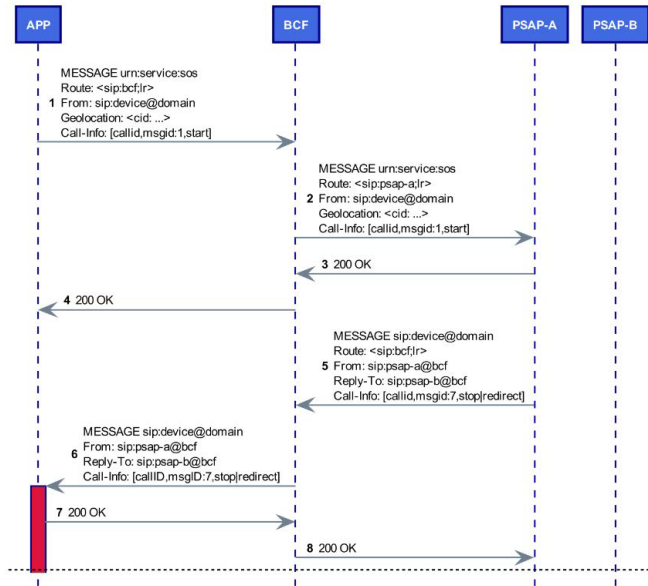 APP
BCF
PSAP-A
PSAP-B
MESSAGE urn:service:sos
Route: <sip:bcf;lr>
1 From: sip:device@domain
Geolocation: <cid: ...>
Call-Info: [callid,msgid:1,start]
MESSAGE urn:service:sos
Route: <sip:psap-a;lr>
2 From: sip:device@domain
Geolocation: <cid: ...>
Call-Info: [callid,msgid:1,start]
3 200 OK
4 200 OK
MESSAGE sip:device@domain
Route: <sip:bcf;lr>
5 From: sip:psap-a@bcf
Reply-To: sip:psap-b@bcf
Call-Info: [callid,msgid:7,stop|redirect]
MESSAGE sip:device@domain
From: sip:psap-a@bcf
6 Reply-To: sip:psap-b@bcf
Call-Info: [callID,msgID:7,stop|redirect]
7 200 OK
8 200 OK